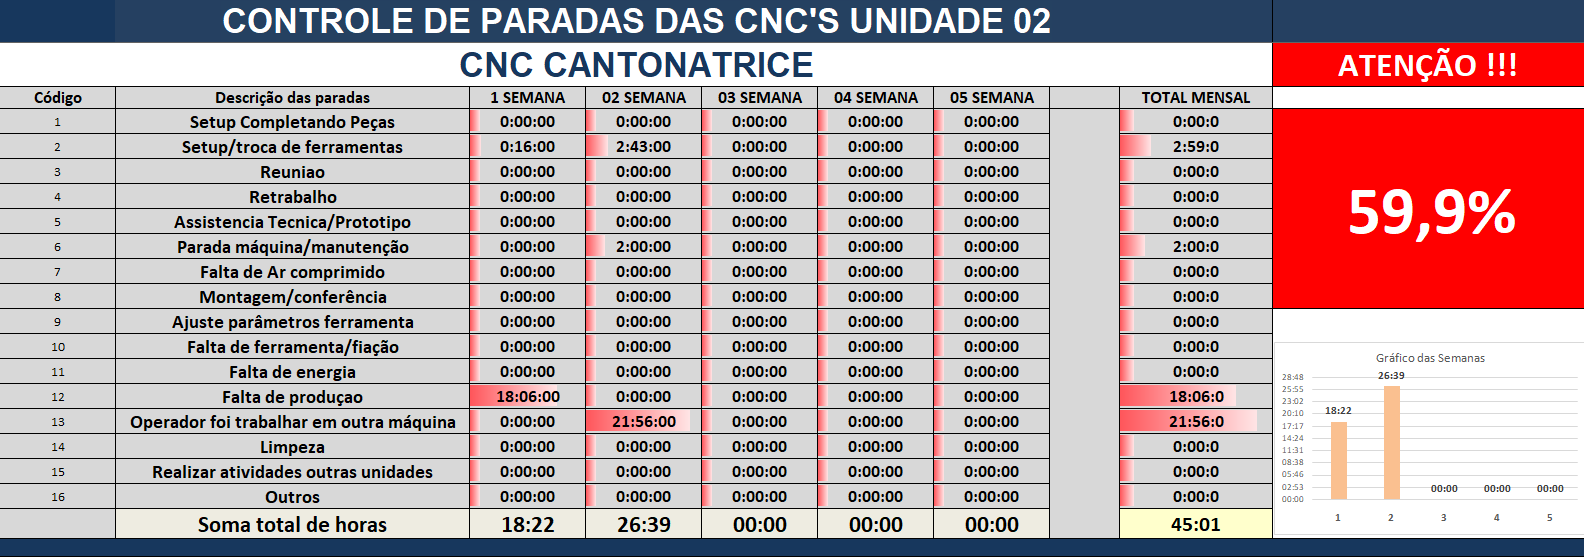 CONTROLE DE PARADAS DAS CNC'S UNIDADE 02
CNC CANTONATRICE ATENÇÃO !!!
Código Descrição das paradas 1 SEMANA 02 SEMANA 03 SEMANA 04 SEMANA 05 SEMANA TOTAL MENSAL
1 Setup Completando Peças 0:00:00 0:00:00 0:00:00 0:00:00 0:00:00 0:00:0
2 Setup/troca de ferramentas 0:16:00 2:43:00 0:00:00 0:00:00 0:00:00 2:59:0
3 Reuniao 0:00:00 0:00:00 0:00:00 0:00:00 0:00:00 0:00:0
4 Retrabalho 0:00:00 0:00:00 0:00:00 0:00:00 0:00:00 0:00:0
5 Assistencia Tecnica/Prototipo 0:00:00 0:00:00 0:00:00 0:00:00 0:00:00 0:00:0
6 Parada máquina/manutenção 0:00:00 2:00:00 0:00:00 0:00:00 0:00:00 2:00:0
7 Falta de Ar comprimido 0:00:00 0:00:00 0:00:00 0:00:00 0:00:00 0:00:0
8 Montagem/conferência 0:00:00 0:00:00 0:00:00 0:00:00 0:00:00 0:00:0
9 Ajuste parâmetros ferramenta 0:00:00 0:00:00 0:00:00 0:00:00 0:00:00 0:00:0
10 Falta de ferramenta/fiação 0:00:00 0:00:00 0:00:00 0:00:00 0:00:00 0:00:0
11 Falta de energia 0:00:00 0:00:00 0:00:00 0:00:00 0:00:00 0:00:0
12 Falta de produçao 18:06:00 0:00:00 0:00:00 0:00:00 0:00:00 18:06:0
13 Operador foi trabalhar em outra máquina 0:00:00 21:56:00 0:00:00 0:00:00 0:00:00 21:56:0
14 Limpeza 0:00:00 0:00:00 0:00:00 0:00:00 0:00:00 0:00:0
15 Realizar atividades outras unidades 0:00:00 0:00:00 0:00:00 0:00:00 0:00:00 0:00:0
16 Outros 0:00:00 0:00:00 0:00:00 0:00:00 0:00:00 0:00:0
Soma total de horas 18:22 26:39 00:00 00:00 00:00 45:01
59,9%
Gráfico das Semanas
28:48
25:55
23:02
20:10
17:17
14:24
11:31
08:38
05:46
02:53
00:00
18:22 26:39 00:00 00:00 00:00
1 2 3 4 5